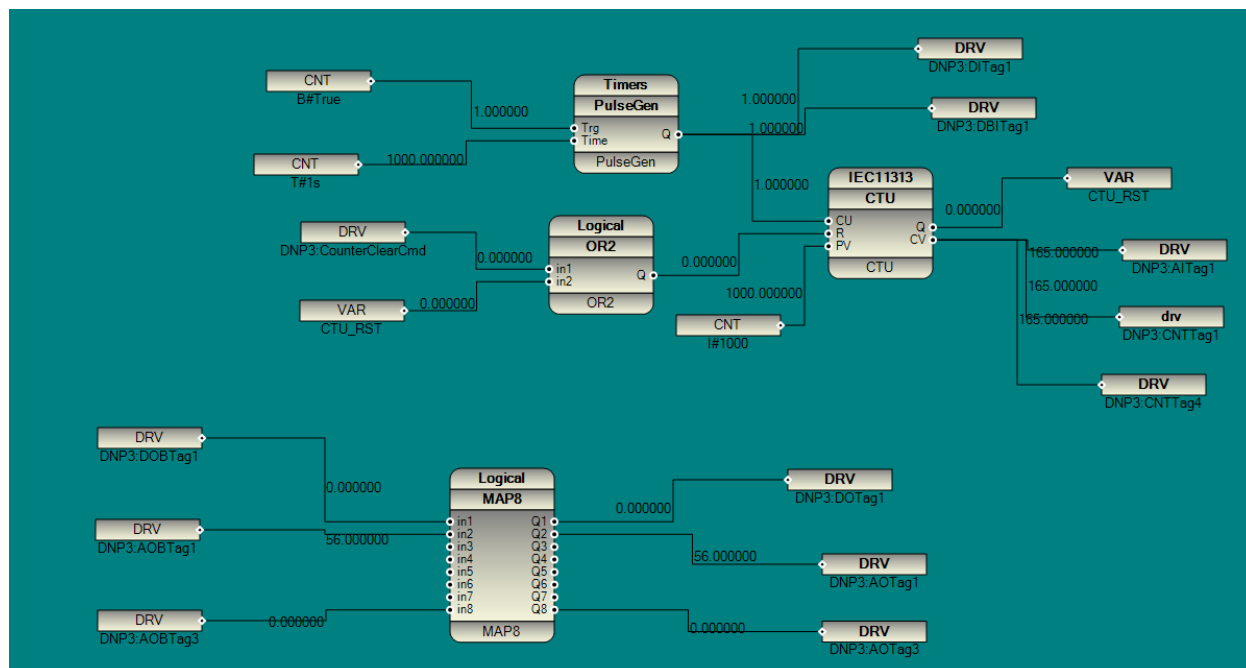 DRV
DNP3:DITag1
CNT
B#True
1.000000
Timers
PulseGen
Trg
Time
Q
PulseGen
1.000000
DRV
DNP3:DBITag1
1.000000
CNT
T#1s
1000.000000
1.000000
IEC11313
CTU
CU
R
PV
Q
CV
CTU
VAR
CTU_RST
0.000000
DRV
DNP3:CounterClearCmd
0.000000
Logical
OR2
in1
in2
Q
OR2
0.000000
VAR
CTU_RST
0.000000
1000.000000
CNT
I#1000
DRV
DNP3:AITag1
165.000000
165.000000
drv
DNP3:CNTTag1
165.000000
DRV
DNP3:CNTTag4
DRV
DNP3:DOBTag1
0.000000
DRV
DNP3:AOBTag1
56.000000
DRV
DNP3:AOBTag3
0.000000
Logical
MAP8
in1
in2
in3
in4
in5
in6
in7
in8
Q1
Q2
Q3
Q4
Q5
Q6
Q7
Q8
MAP8
DRV
DNP3:DOTag1
0.000000
56.000000
DRV
DNP3:AOTag1
0.000000
DRV
DNP3:AOTag3